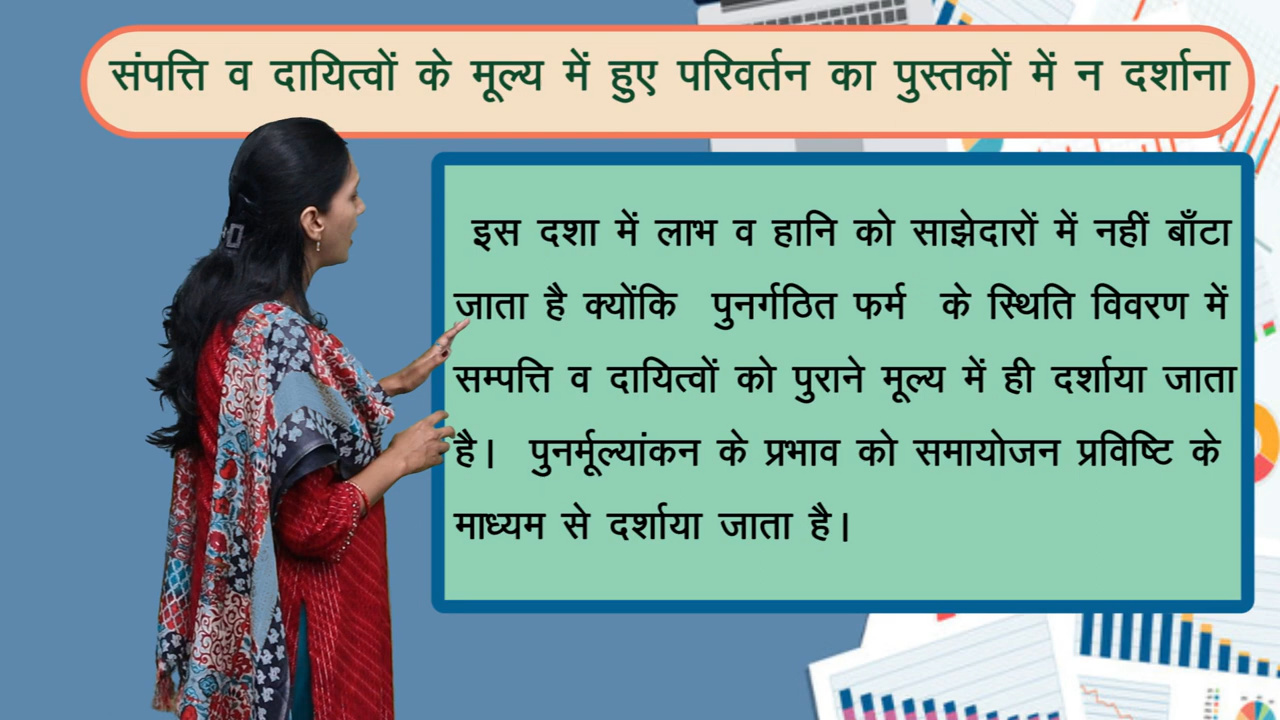 संपत्ति व दायित्वों के मूल्य में हुए परिवर्तन का पुस्तकों में न दर्शाना
इस दशा में लाभ व हानि को साझेदारों में नहीं बाँटा
जाता है क्योंकि पुनर्गठित फर्म के स्थिति विवरण में
सम्पत्ति व दायित्वों को पुराने मूल्य में ही दर्शाया जाता
है। पुनर्मूल्यांकन के प्रभाव को समायोजन प्रविष्टि के
माध्यम से दर्शाया जाता है।